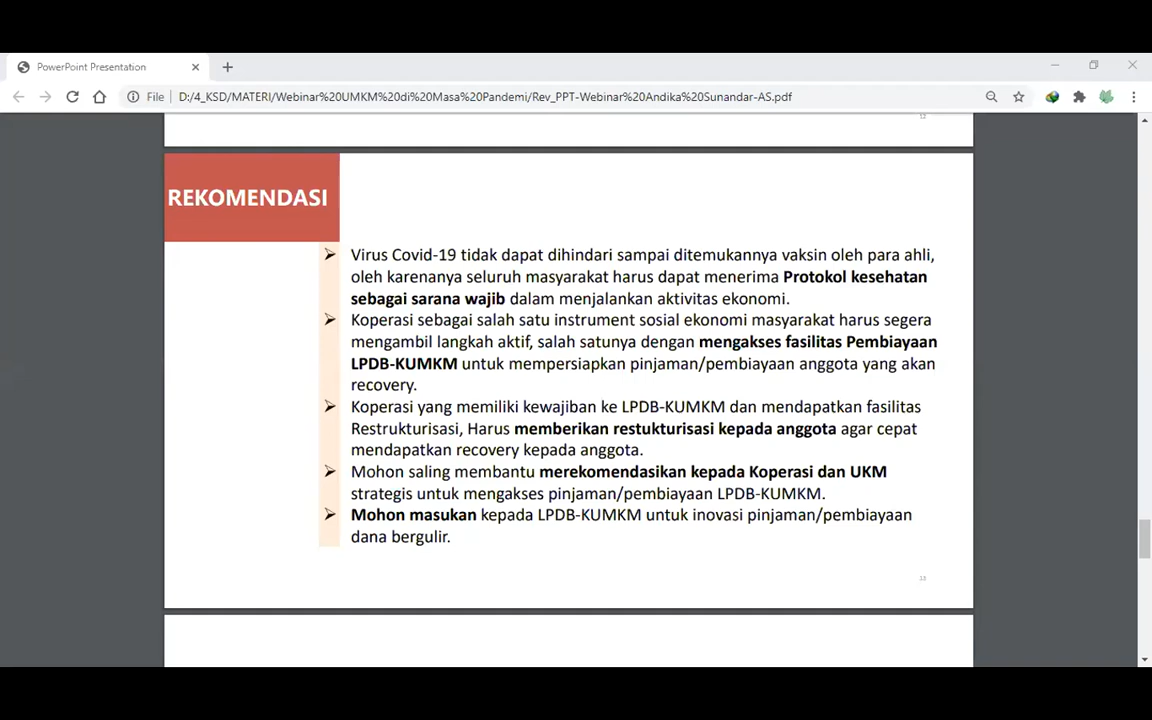 PowerPoint Presentation
File
D:/4_KSD/MATERI/Webinar%20UMKM%20di%20Masa%20Pandemi/Rev_PPT-Webinar%20Andika%20Sunandar-AS.pdf
12
REKOMENDASI
Virus Covid-19 tidak dapat dihindari sampai ditemukannya vaksin oleh para ahli,
oleh karenanya seluruh masyarakat harus dapat menerima Protokol kesehatan
sebagai sarana wajib dalam menjalankan aktivitas ekonomi.
Koperasi sebagai salah satu instrument sosial ekonomi masyarakat harus segera
mengambil langkah aktif, salah satunya dengan mengakses fasilitas Pembiayaan
LPDB-KUMKM untuk mempersiapkan pinjaman/pembiayaan anggota yang akan
recovery.
Koperasi yang memiliki kewajiban ke LPDB-KUMKM dan mendapatkan fasilitas
Restrukturisasi, Harus memberikan restukturisasi kepada anggota agar cepat
mendapatkan recovery kepada anggota.
Mohon saling membantu merekomendasikan kepada Koperasi dan UKM
strategis untuk mengakses pinjaman/pembiayaan LPDB-KUMKM.
Mohon masukan kepada LPDB-KUMKM untuk inovasi pinjaman/pembiayaan
dana bergulir.
13